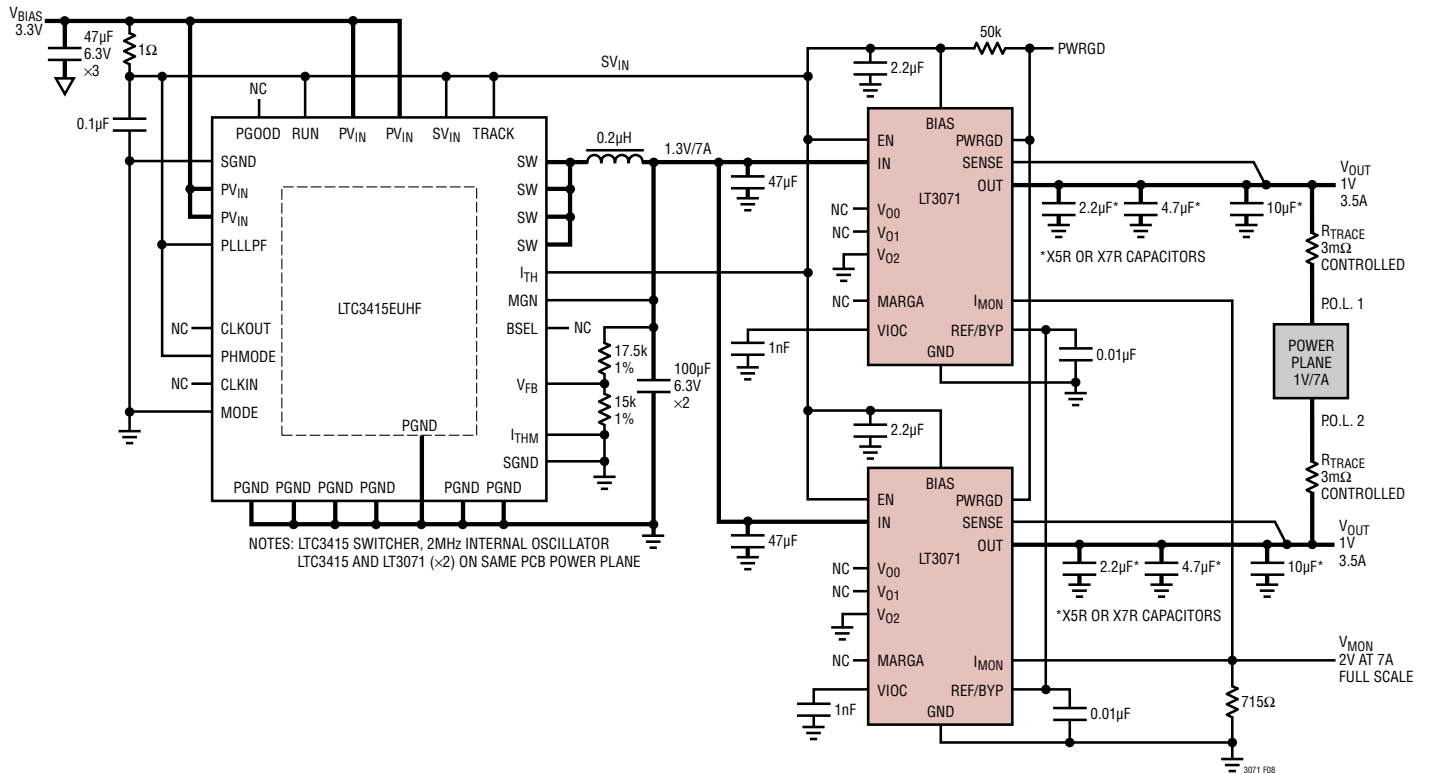 VBIAS
3.3V
47µF
6.3V
×3
1Ω
0.1µF
NC
SVIN
PGOOD
RUN
PVIN
PVIN
SVIN
TRACK
SGND
PVIN
PVIN
PLLLPF
NC
CLKOUT
PHMODE
NC
CLKIN
MODE
LTC3415EUHF
PGND
SW
SW
SW
SW
ITH
MGN
BSEL
NC
VFB
ITHM
SGND
PGND
PGND
PGND
PGND
PGND
PGND
0.2µH
1.3V/7A
17.5k
1%
15k
1%
100µF
6.3V
×2
NOTES: LTC3415 SWITCHER, 2MHz INTERNAL OSCILLATOR
LTC3415 AND LT3071 (×2) ON SAME PCB POWER PLANE
2.2µF
50k
PWRGD
47µF
BIAS
EN
IN
PWRGD
SENSE
OUT
LT3071
NC
VO0
NC
VO1
VO2
NC
MARGA
VIOC
GND
IMON
REF/BYP
1nF
0.01µF
2.2µF*
4.7µF*
10µF*
*X5R OR X7R CAPACITORS
VOUT
1V
3.5A
RTRACE
3mΩ
CONTROLLED
P.O.L. 1
POWER
PLANE
1V/7A
P.O.L. 2
RTRACE
3mΩ
CONTROLLED
2.2µF
47µF
BIAS
EN
IN
PWRGD
SENSE
OUT
LT3071
NC
VO0
NC
VO1
VO2
NC
MARGA
VIOC
GND
IMON
REF/BYP
1nF
0.01µF
2.2µF*
4.7µF*
10µF*
*X5R OR X7R CAPACITORS
VOUT
1V
3.5A
VMON
2V AT 7A
FULL SCALE
715Ω
3071 F08